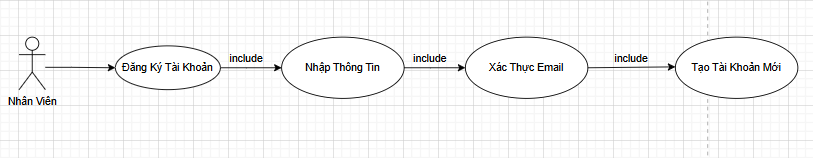 include
include
include
Đăng Ký Tài Khoản
Nhập Thông Tin
Xác Thực Email
Tạo Tài Khoản Mới
Nhân Viên